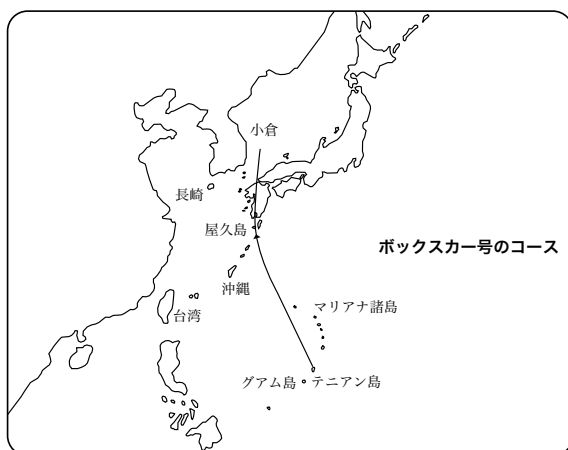 小倉
長崎
屋久島
ボックスカー号のコース
沖縄
マリアナ諸島
台湾
グアム島
テニアン島